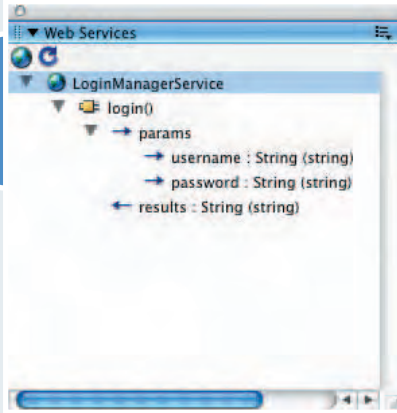 Web Services
LoginManagerService
login()
params
username : String (string)
password : String (string)
results : String (string)